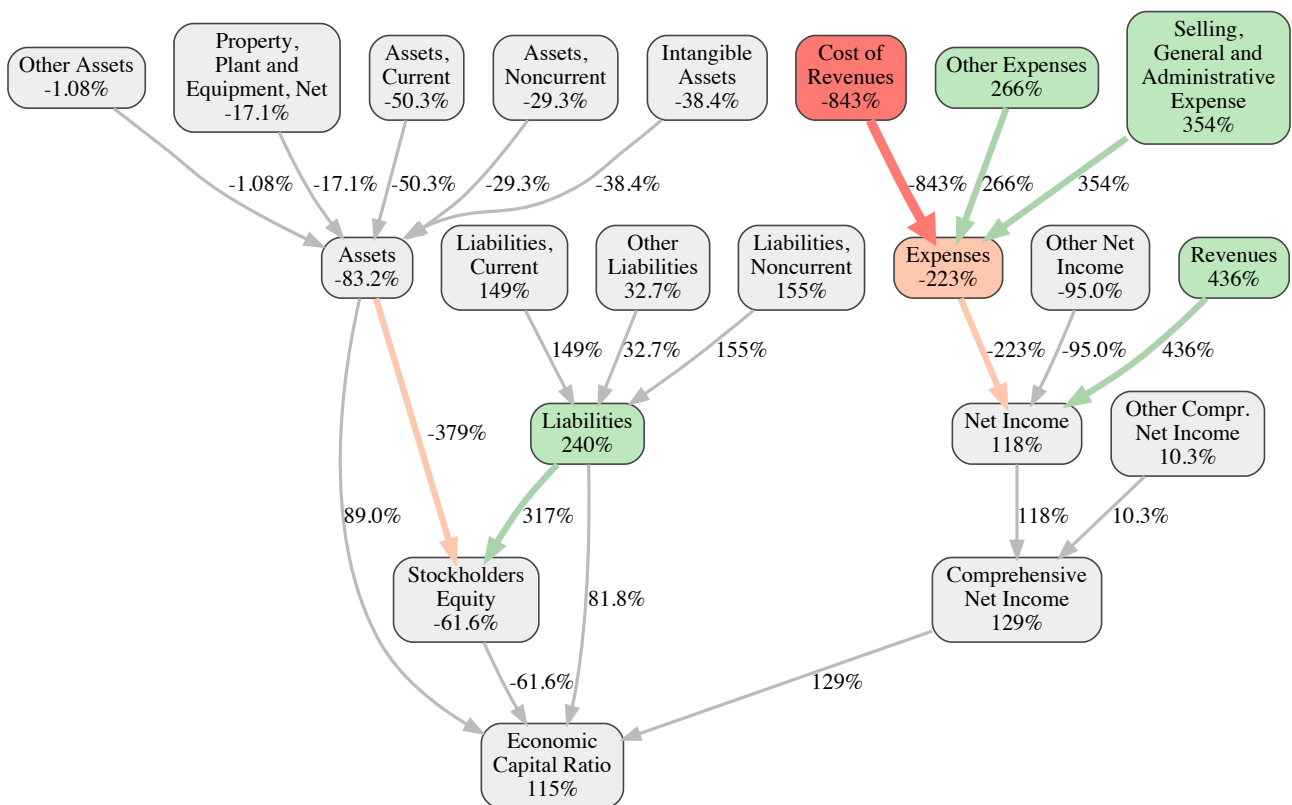 Other Assets
-1.08%
Property,
Plant and
Equipment, Net
-17.1%
Assets,
Current
-50.3%
Assets,
Noncurrent
-29.3%
Intangible
Assets
-38.4%
Cost of
Revenues
-843%
Other Expenses
266%
Selling,
General and
Administrative
Expense
354%
-1.08%
-17.1%
-50.3%
-29.3%
-38.4%
-843%
266%
354%
Assets
-83.2%
Liabilities,
Current
149%
Other
Liabilities
32.7%
Liabilities,
Noncurrent
155%
Expenses
-223%
Other Net
Income
-95.0%
Revenues
436%
149%
32.7%
155%
-223%
-95.0%
436%
-379%
Liabilities
240%
Net Income
118%
Other Compr.
Net Income
10.3%
89.0%
317%
118%
10.3%
Stockholders
Equity
-61.6%
81.8%
Comprehensive
Net Income
129%
-61.6%
129%
Economic
Capital Ratio
115%